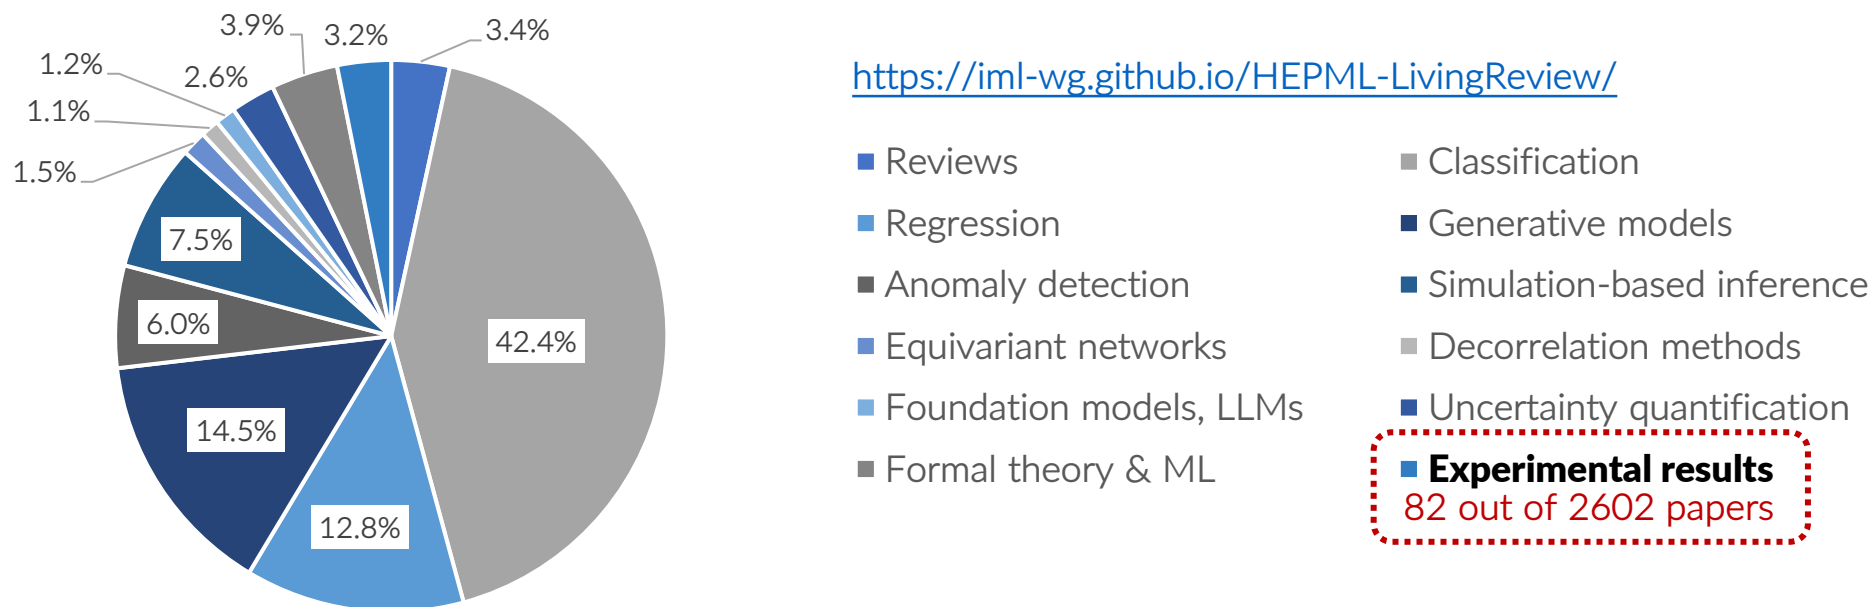 3.9%
3.2%
3.4%
1.2%
2.6%
1.1%
1.5%
7.5%
6.0%
42.4%
14.5%
12.8%
https://iml-wg.github.io/HEPML-LivingReview/
Reviews
Classification
Regression
Generative models
Anomaly detection
Simulation-based inference
Equivariant networks
Decorrelation methods
Foundation models, LLMs
Uncertainty quantification
Formal theory & ML
Experimental results
82 out of 2602 papers